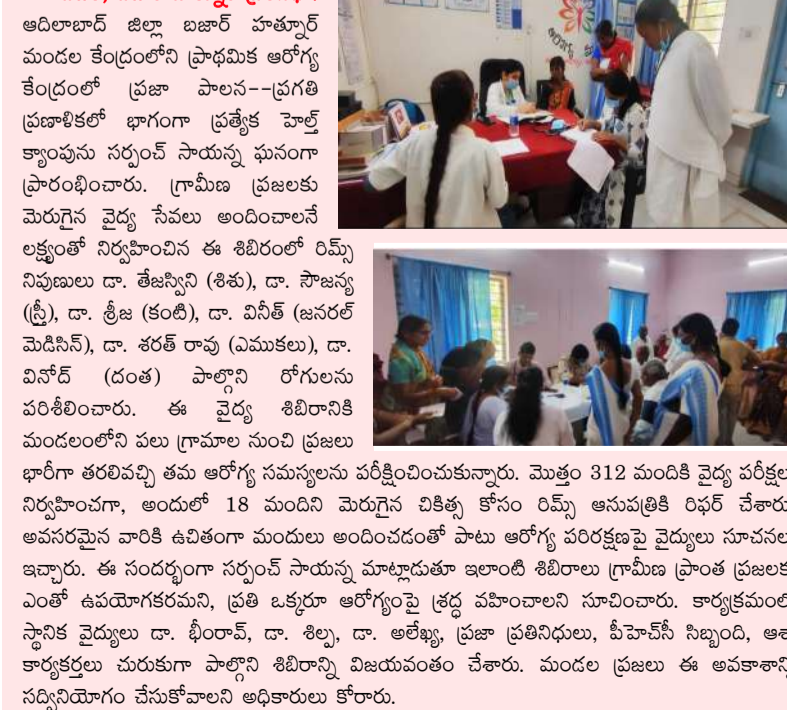 ఆదిలాబాద్ జిల్లా బజార్ హత్నూర్
మండల కేంద్రంలోని ప్రాథమిక ఆరోగ్య
కేంద్రంలో ప్రజా పాలన--ప్రగతి
ప్రణాళికలో భాగంగా ప్రత్యేక హెల్త్
క్యాంపును సర్పంచ్ సాయన్న ఘనంగా
ప్రారంభించారు. గ్రామీణ ప్రజలకు
మెరుగైన వైద్య సేవలు అందించాలనే
లక్ష్యంతో నిర్వహించిన ఈ శిబిరంలో రిమ్స్
నిపుణులు డా. తేజస్విని (శిశు), డా. సౌజన్య
(స్త్రీ), డా. శ్రీజ (కంటి), డా. వినీత్ (జనరల్
మెడిసిన్), డా. శరత్ రావు (ఎముకలు), డా.
వినోద్ (దంత) పాల్గొని రోగులను
పరిశీలించారు. ఈ వైద్య శిబిరానికి
మండలంలోని పలు గ్రామాల నుంచి ప్రజలు
భారీగా తరలివచ్చి తమ ఆరోగ్య సమస్యలను పరీక్షించించుకున్నారు. మొత్తం 312 మందికి వైద్య పరీక్షల
నిర్వహించగా, అందులో 18 మందిని మెరుగైన చికిత్స కోసం రిమ్స్ ఆసుపత్రికి రిఫర్ చేశారు
అవసరమైన వారికి ఉచితంగా మందులు అందించడంతో పాటు ఆరోగ్య పరిరక్షణపై వైద్యులు సూచనల
ఇచ్చారు. ఈ సందర్భంగా సర్పంచ్ సాయన్న మాట్లాడుతూ ఇలాంటి శిబిరాలు గ్రామీణ ప్రాంత ప్రజలక
ఎంతో ఉపయోగకరమని, ప్రతి ఒక్కరూ ఆరోగ్యంపై శ్రద్ధ వహించాలని సూచించారు. కార్యక్రమంల
స్థానిక వైద్యులు డా. భీంరావ్, డా. శిల్ప, డా. అలేఖ్య, ప్రజా ప్రతినిధులు, పీహెచ్‌సీ సిబ్బంది, ఆశ
కార్యకర్తలు చురుకుగా పాల్గొని శిబిరాన్ని విజయవంతం చేశారు. మండల ప్రజలు ఈ అవకాశాన్ని
సద్వినియోగం చేసుకోవాలని అధికారులు కోరారు.